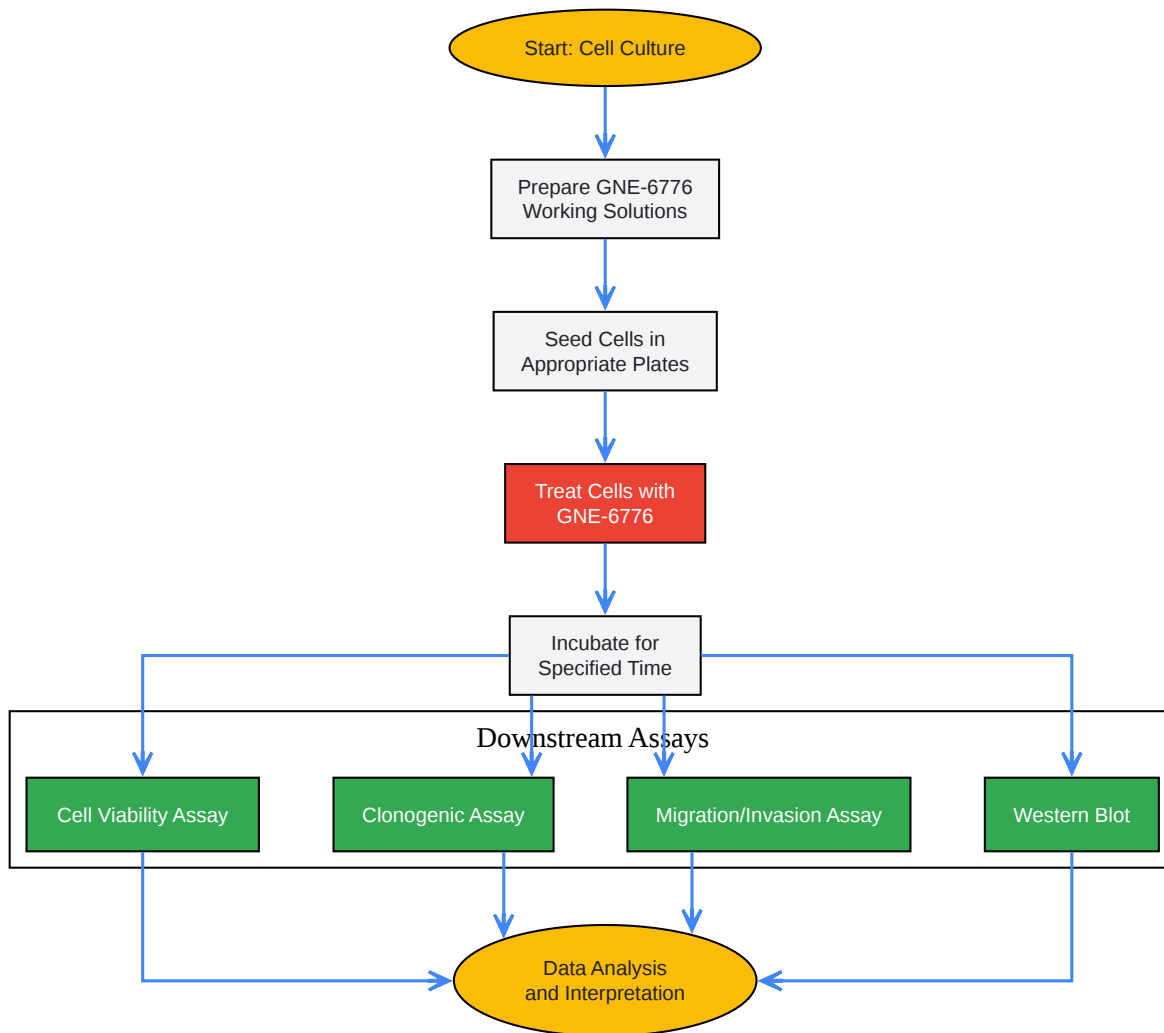 Start: Cell Culture
Prepare GNE-6776
Working Solutions
Seed Cells in
Appropriate Plates
Treat Cells with
GNE-6776
Incubate for
Specified Time
Downstream Assays
Cell Viability Assay
Clonogenic Assay
Migration/Invasion Assay
Western Blot
Data Analysis
and Interpretation